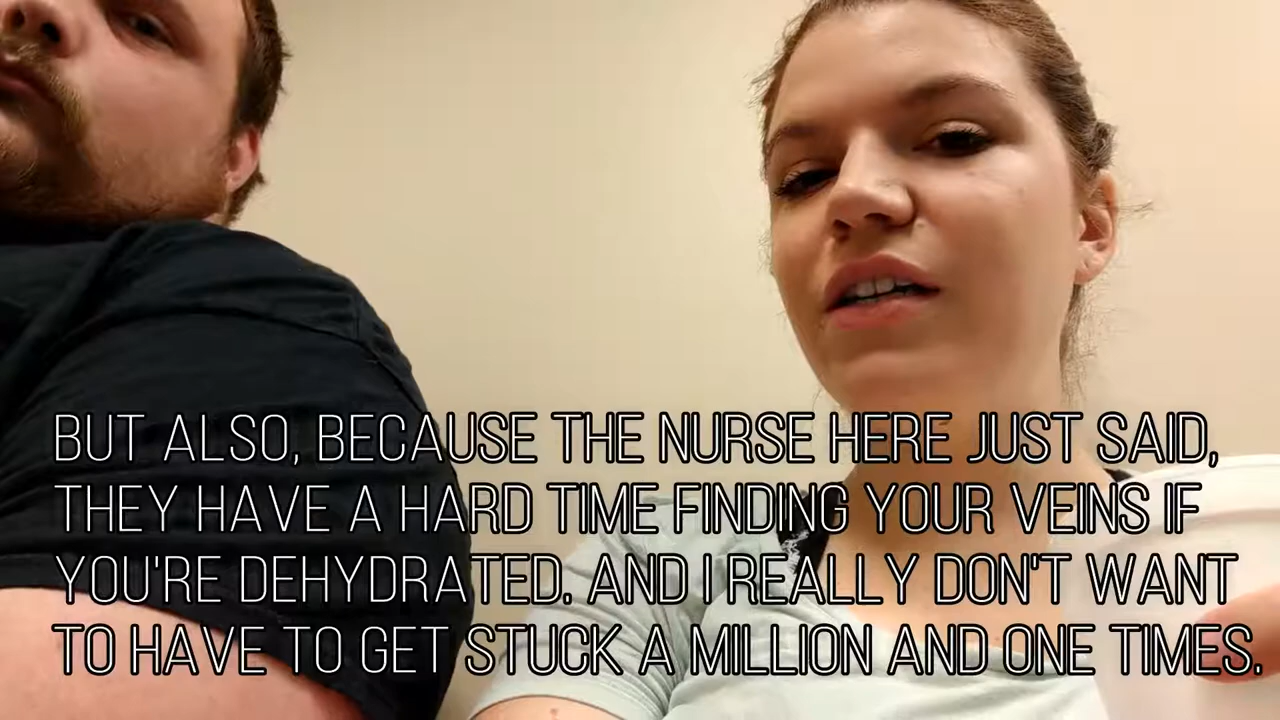 BUT ALSO, BECAUSE THE NURSE HERE JUST SAID,
THEY HAVE A HARD TIME FINDING YOUR VEINS IF
YOU'RE DEHYDRATED. AND I REALLY DON'T WANT
TO HAVE TO GET STUCK A MILLION AND ONE TIMES.